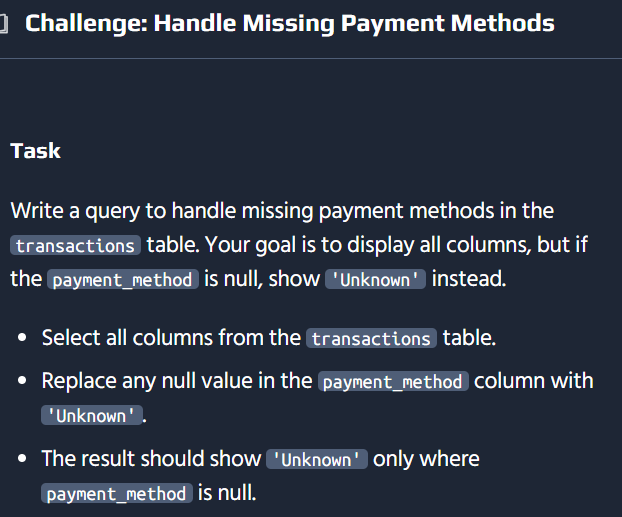 Challenge: Handle Missing Payment Methods
Task
Write a query to handle missing payment methods in the
transactions table. Your goal is to display all columns, but if
the payment_method is null, show 'Unknown' instead.
• Select all columns from the transactions table.
• Replace any null value in the payment_method column with
'Unknown'.
• The result should show 'Unknown' only where
payment_method is null.